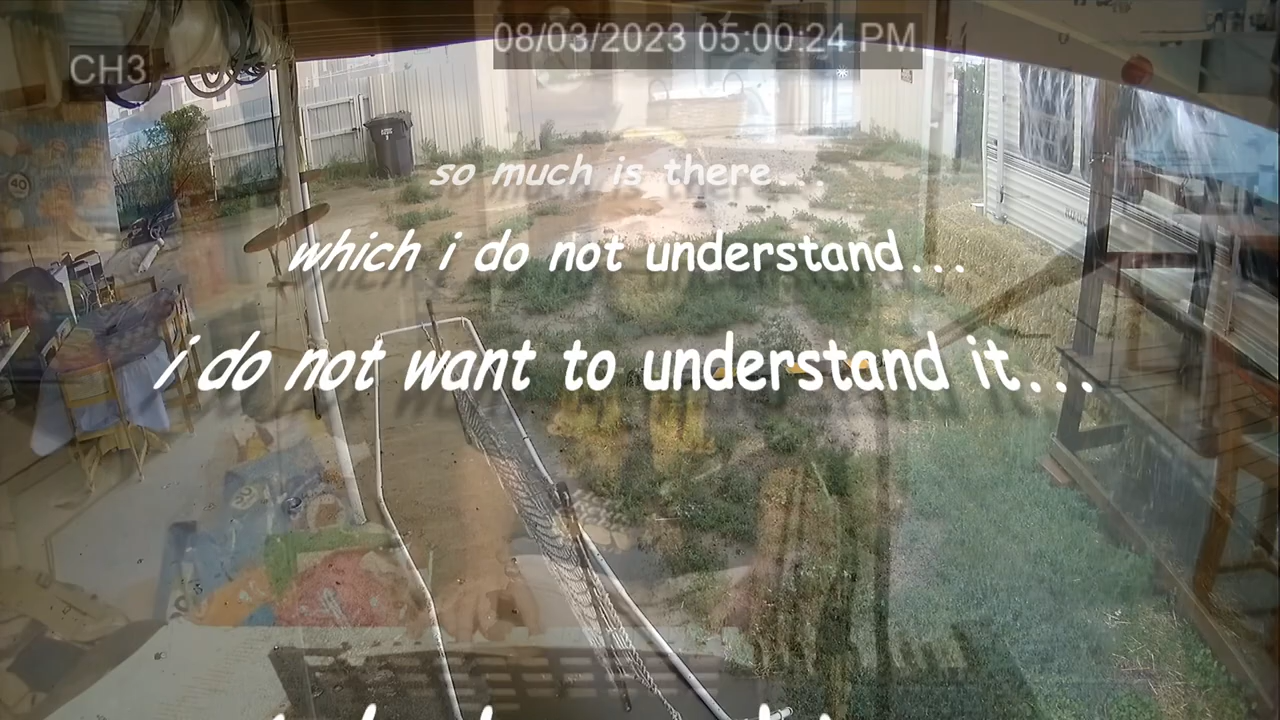 08/03/2023 05:00:24 PM
CH3
40
so much is there...
which i do not understand...
i do not want to understand it...